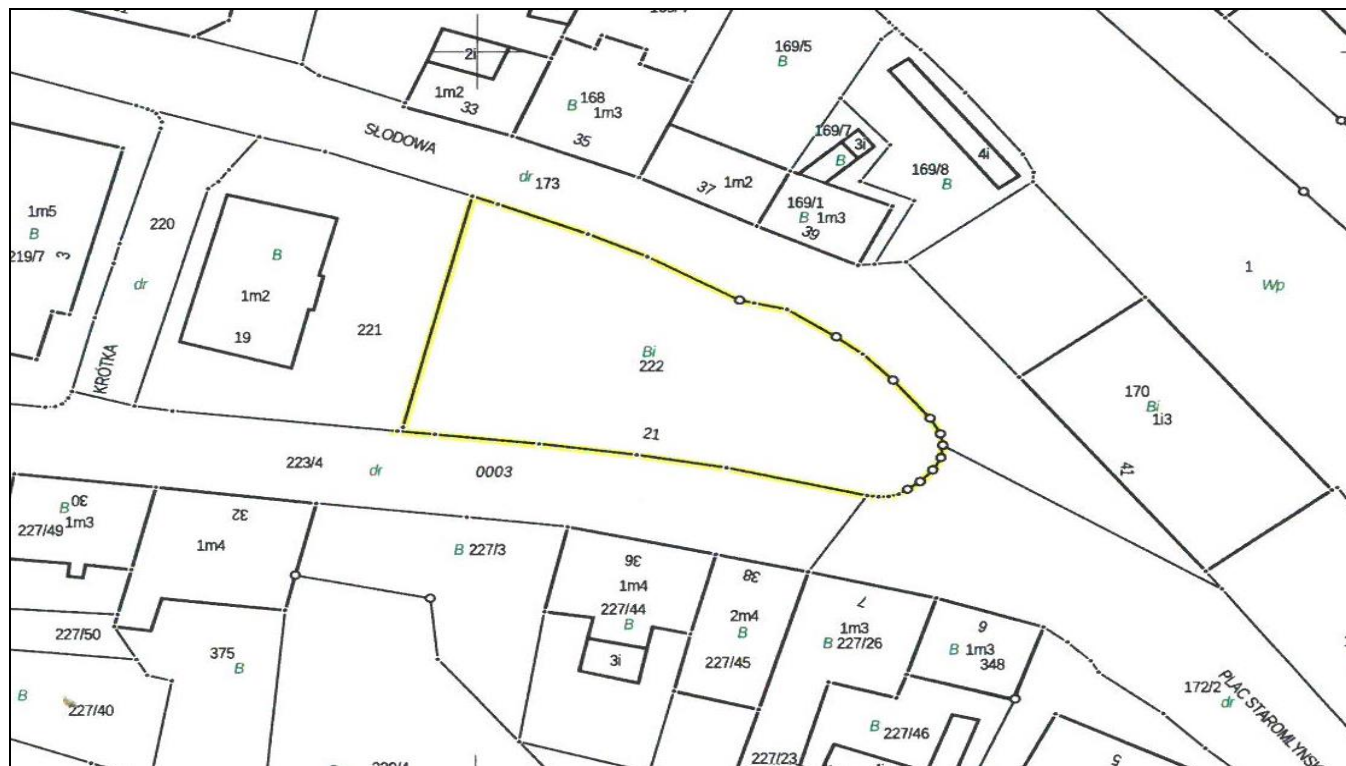 169/5
B
2i
1m2
33
B 168
1m3
35
SŁODOWA
dr 173
169/7
3i
B
4i
169/8
B
37
1m2
169/1
B 1m3
39
1m5
B
219/7
3
220
dr
KRÓTKA
B
1m2
19
221
Bi
222
21
1
Wp
170
Bi
1i3
41
223/4
dr
0003
30
B
1m3
227/49
32
1m4
B 227/3
36
1m4
227/44
B
3i
38
2m4
B
227/45
7
1m3
B 227/26
6
B 1m3
348
227/50
375
B
B
227/40
B
227/46
227/23
5
172/2
dr
PLAC STAROMŁYŃSK